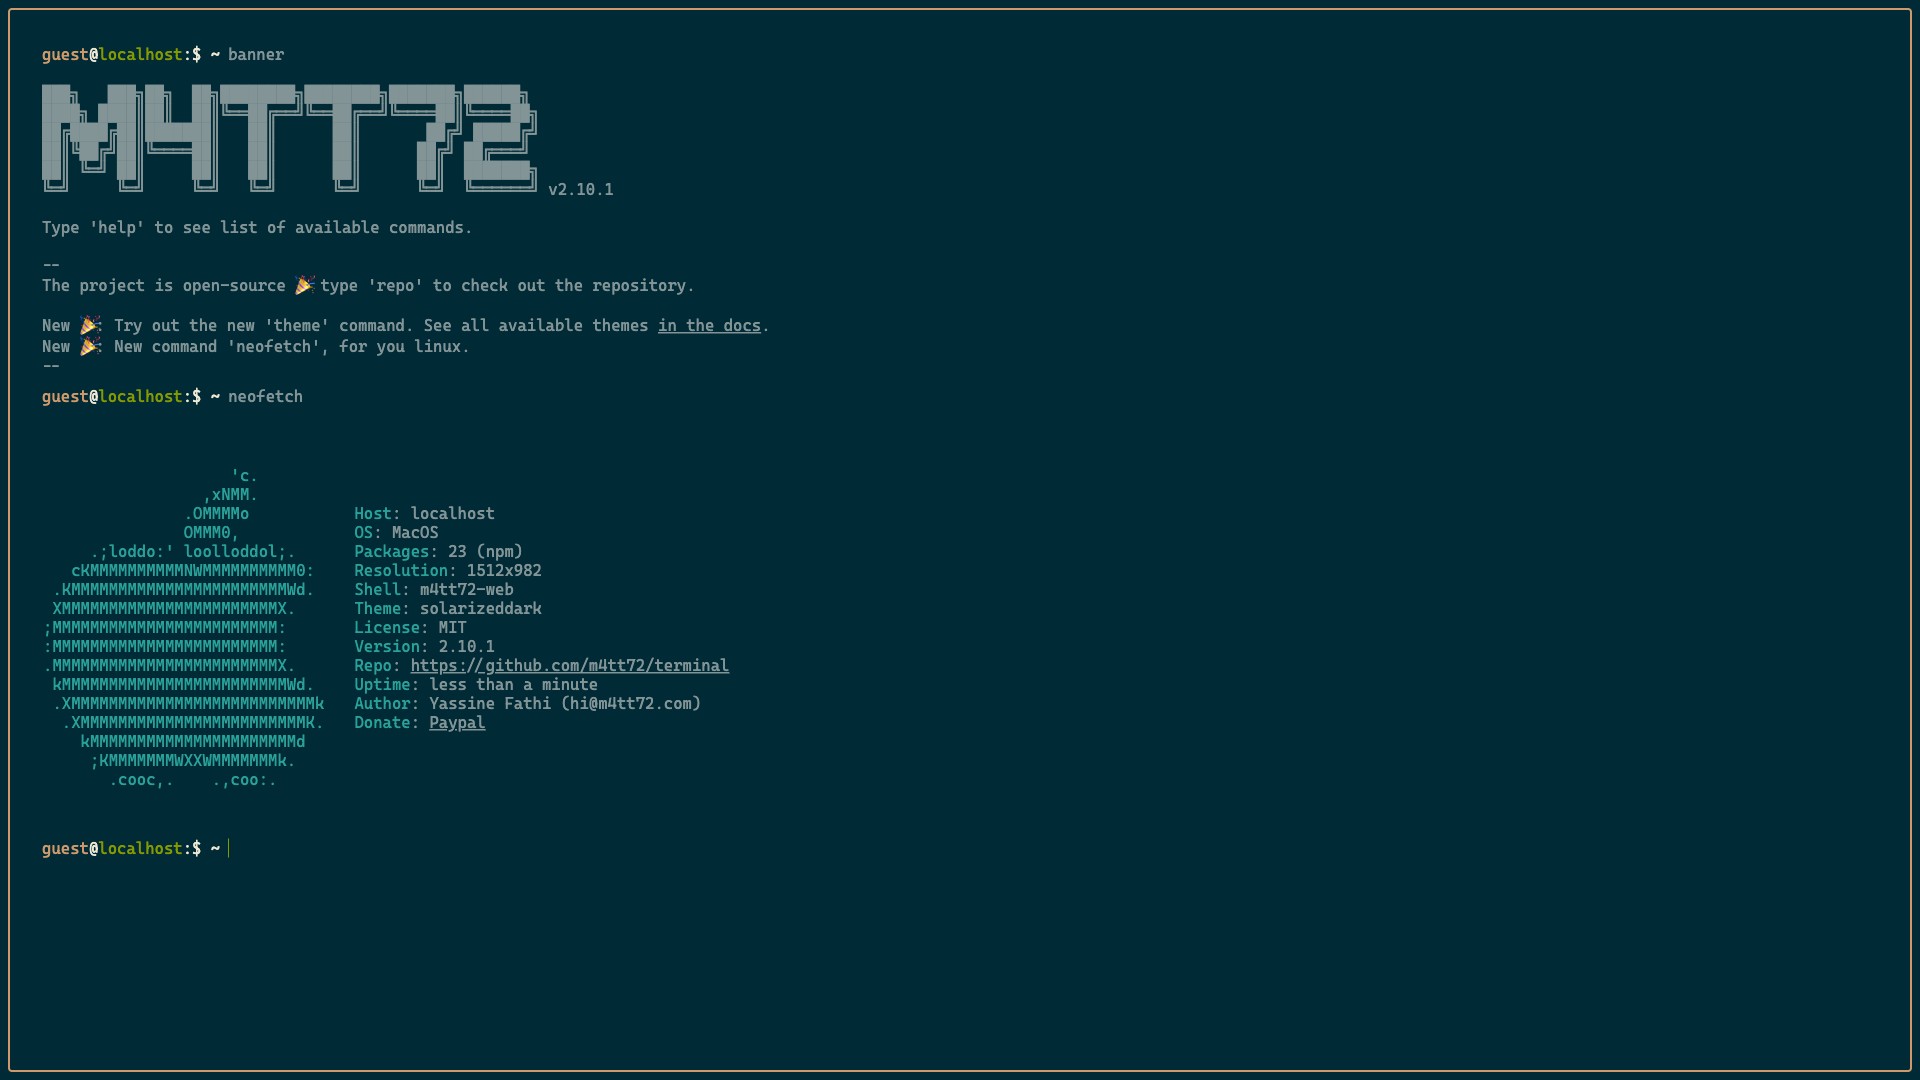 guest@localhost:$ ~ banner
M4TT72 v2.10.1
Type 'help' to see list of available commands.
--
The project is open-source 🎉 type 'repo' to check out the repository.
New 🎉: Try out the new 'theme' command. See all available themes in the docs.
New 🎉: New command 'neofetch', for you linux.
--
guest@localhost:$ ~ neofetch
'c.
,xNMM.
.OMMMMo Host: localhost
OMMM0, OS: MacOS
.;loddo:' loolloddol;. Packages: 23 (npm)
cKMMMMMMMMMMNWMMMMMMMMMM0: Resolution: 1512x982
.KMMMMMMMMMMMMMMMMMMMMMMMWd. Shell: m4tt72-web
XMMMMMMMMMMMMMMMMMMMMMMMX. Theme: solarizeddark
;MMMMMMMMMMMMMMMMMMMMMMMM: License: MIT
:MMMMMMMMMMMMMMMMMMMMMMMM: Version: 2.10.1
.MMMMMMMMMMMMMMMMMMMMMMMMX. Repo: https://github.com/m4tt72/terminal
kMMMMMMMMMMMMMMMMMMMMMMMMWd. Uptime: less than a minute
.XMMMMMMMMMMMMMMMMMMMMMMMMMMk Author: Yassine Fathi (hi@m4tt72.com)
.XMMMMMMMMMMMMMMMMMMMMMMMMK. Donate: Paypal
kMMMMMMMMMMMMMMMMMMMMMMd
;KMMMMMMMWXXWMMMMMMMk.
.cooc,. .,coo:.
guest@localhost:$ ~